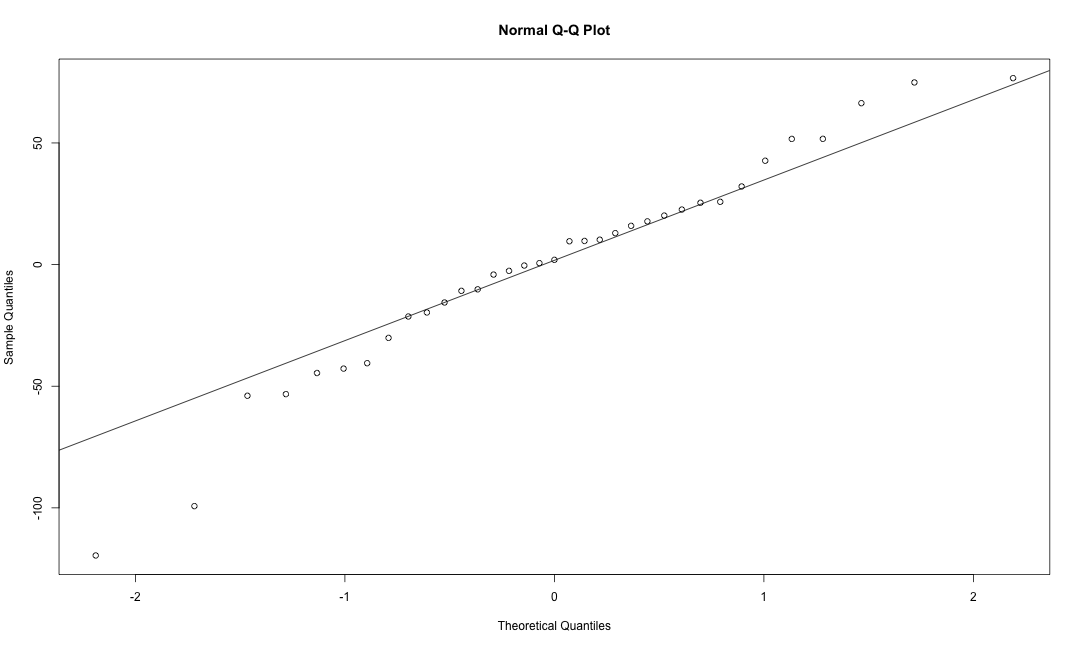 Normal Q-Q Plot
50
0
-50
-100
Sample Quantiles
-2 -1 0 1 2
Theoretical Quantiles